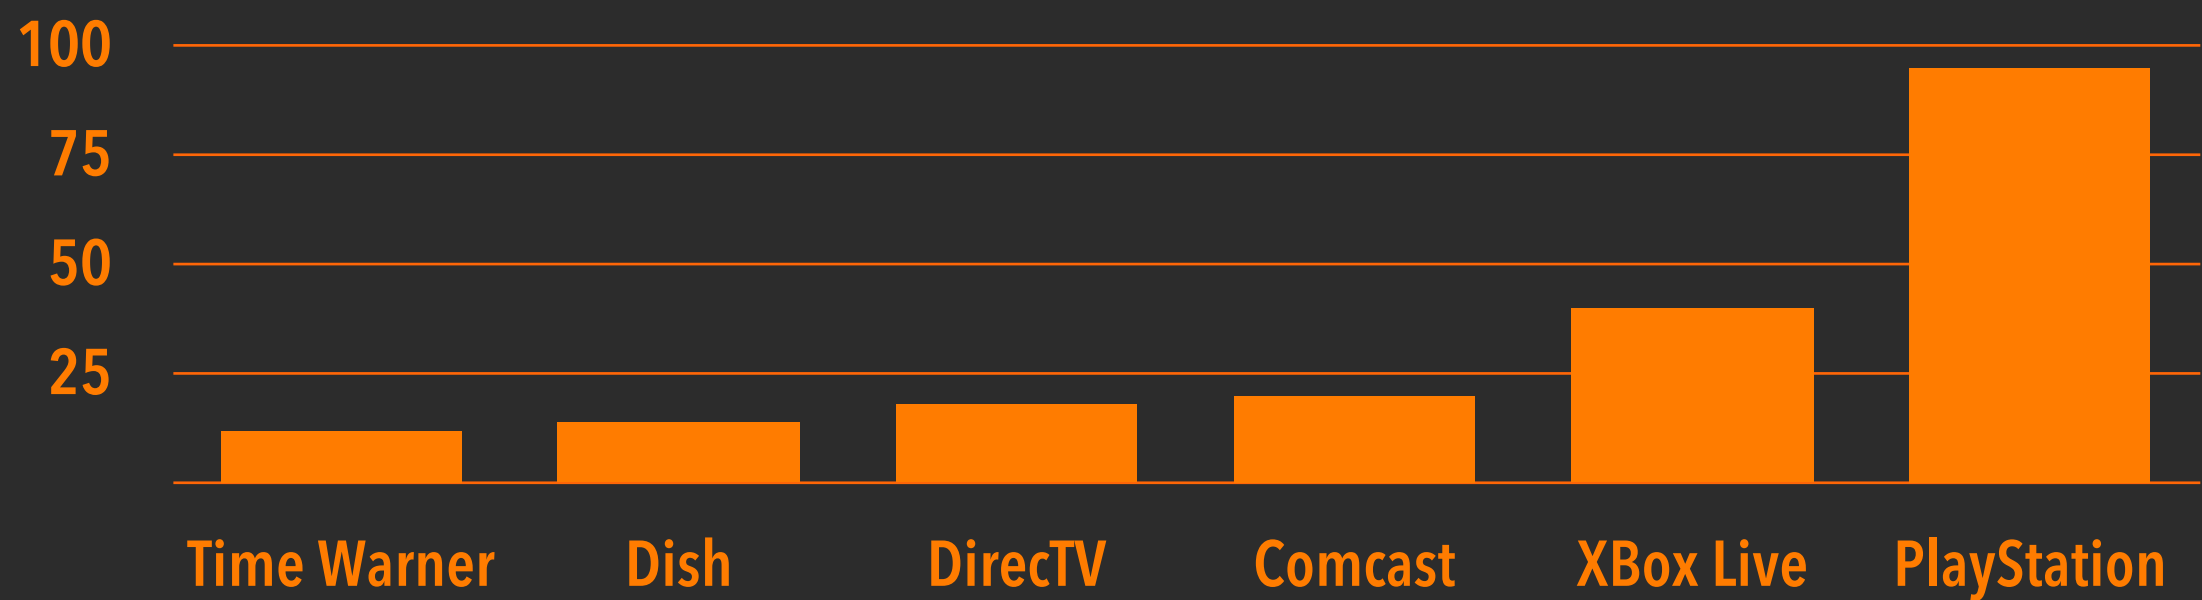 100
75
50
25
Time Warner
Dish
DirecTV
Comcast
XBox Live
PlayStation